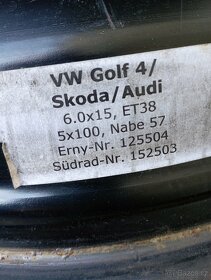 VW Golf 4/
Skoda/Audi
6.0x15, ET38
5x100, Nabe 57
Erny-Nr. 125504
Südrad-Nr. 152503